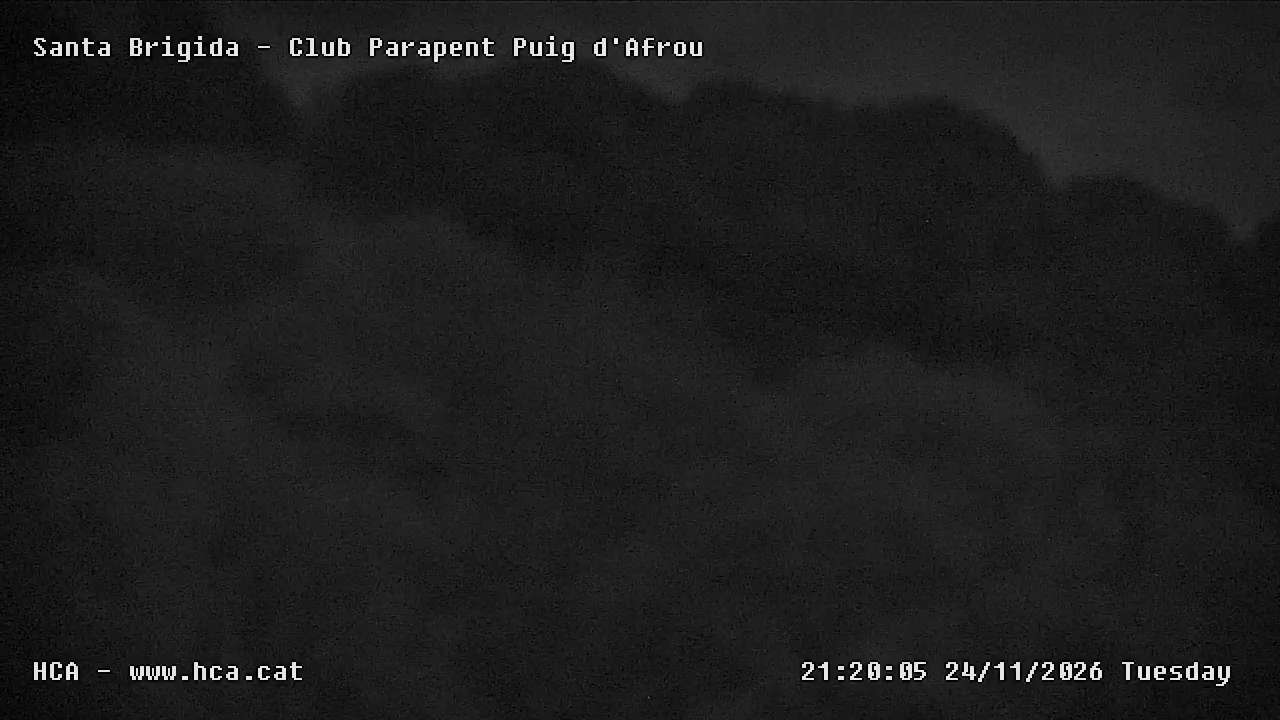 Santa Brigida - Club Parapent Puig d'Afrou
HCA - www.hca.cat
21:20:05 24/11/2026 Tuesday